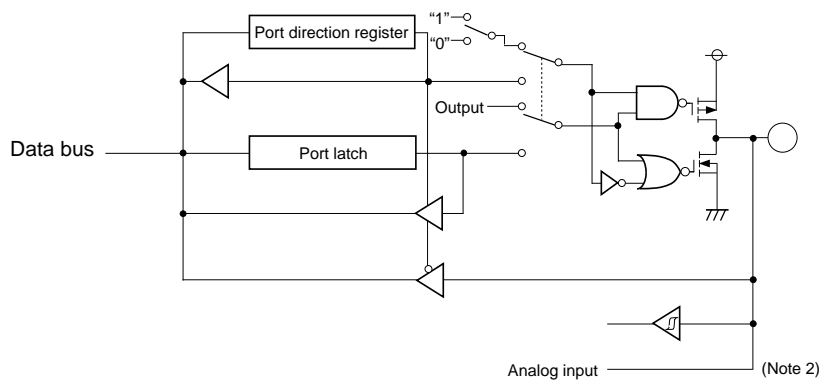 “1”
Port direction register
“0”
Output
Data bus
Port latch
Analog input
(Note 2)